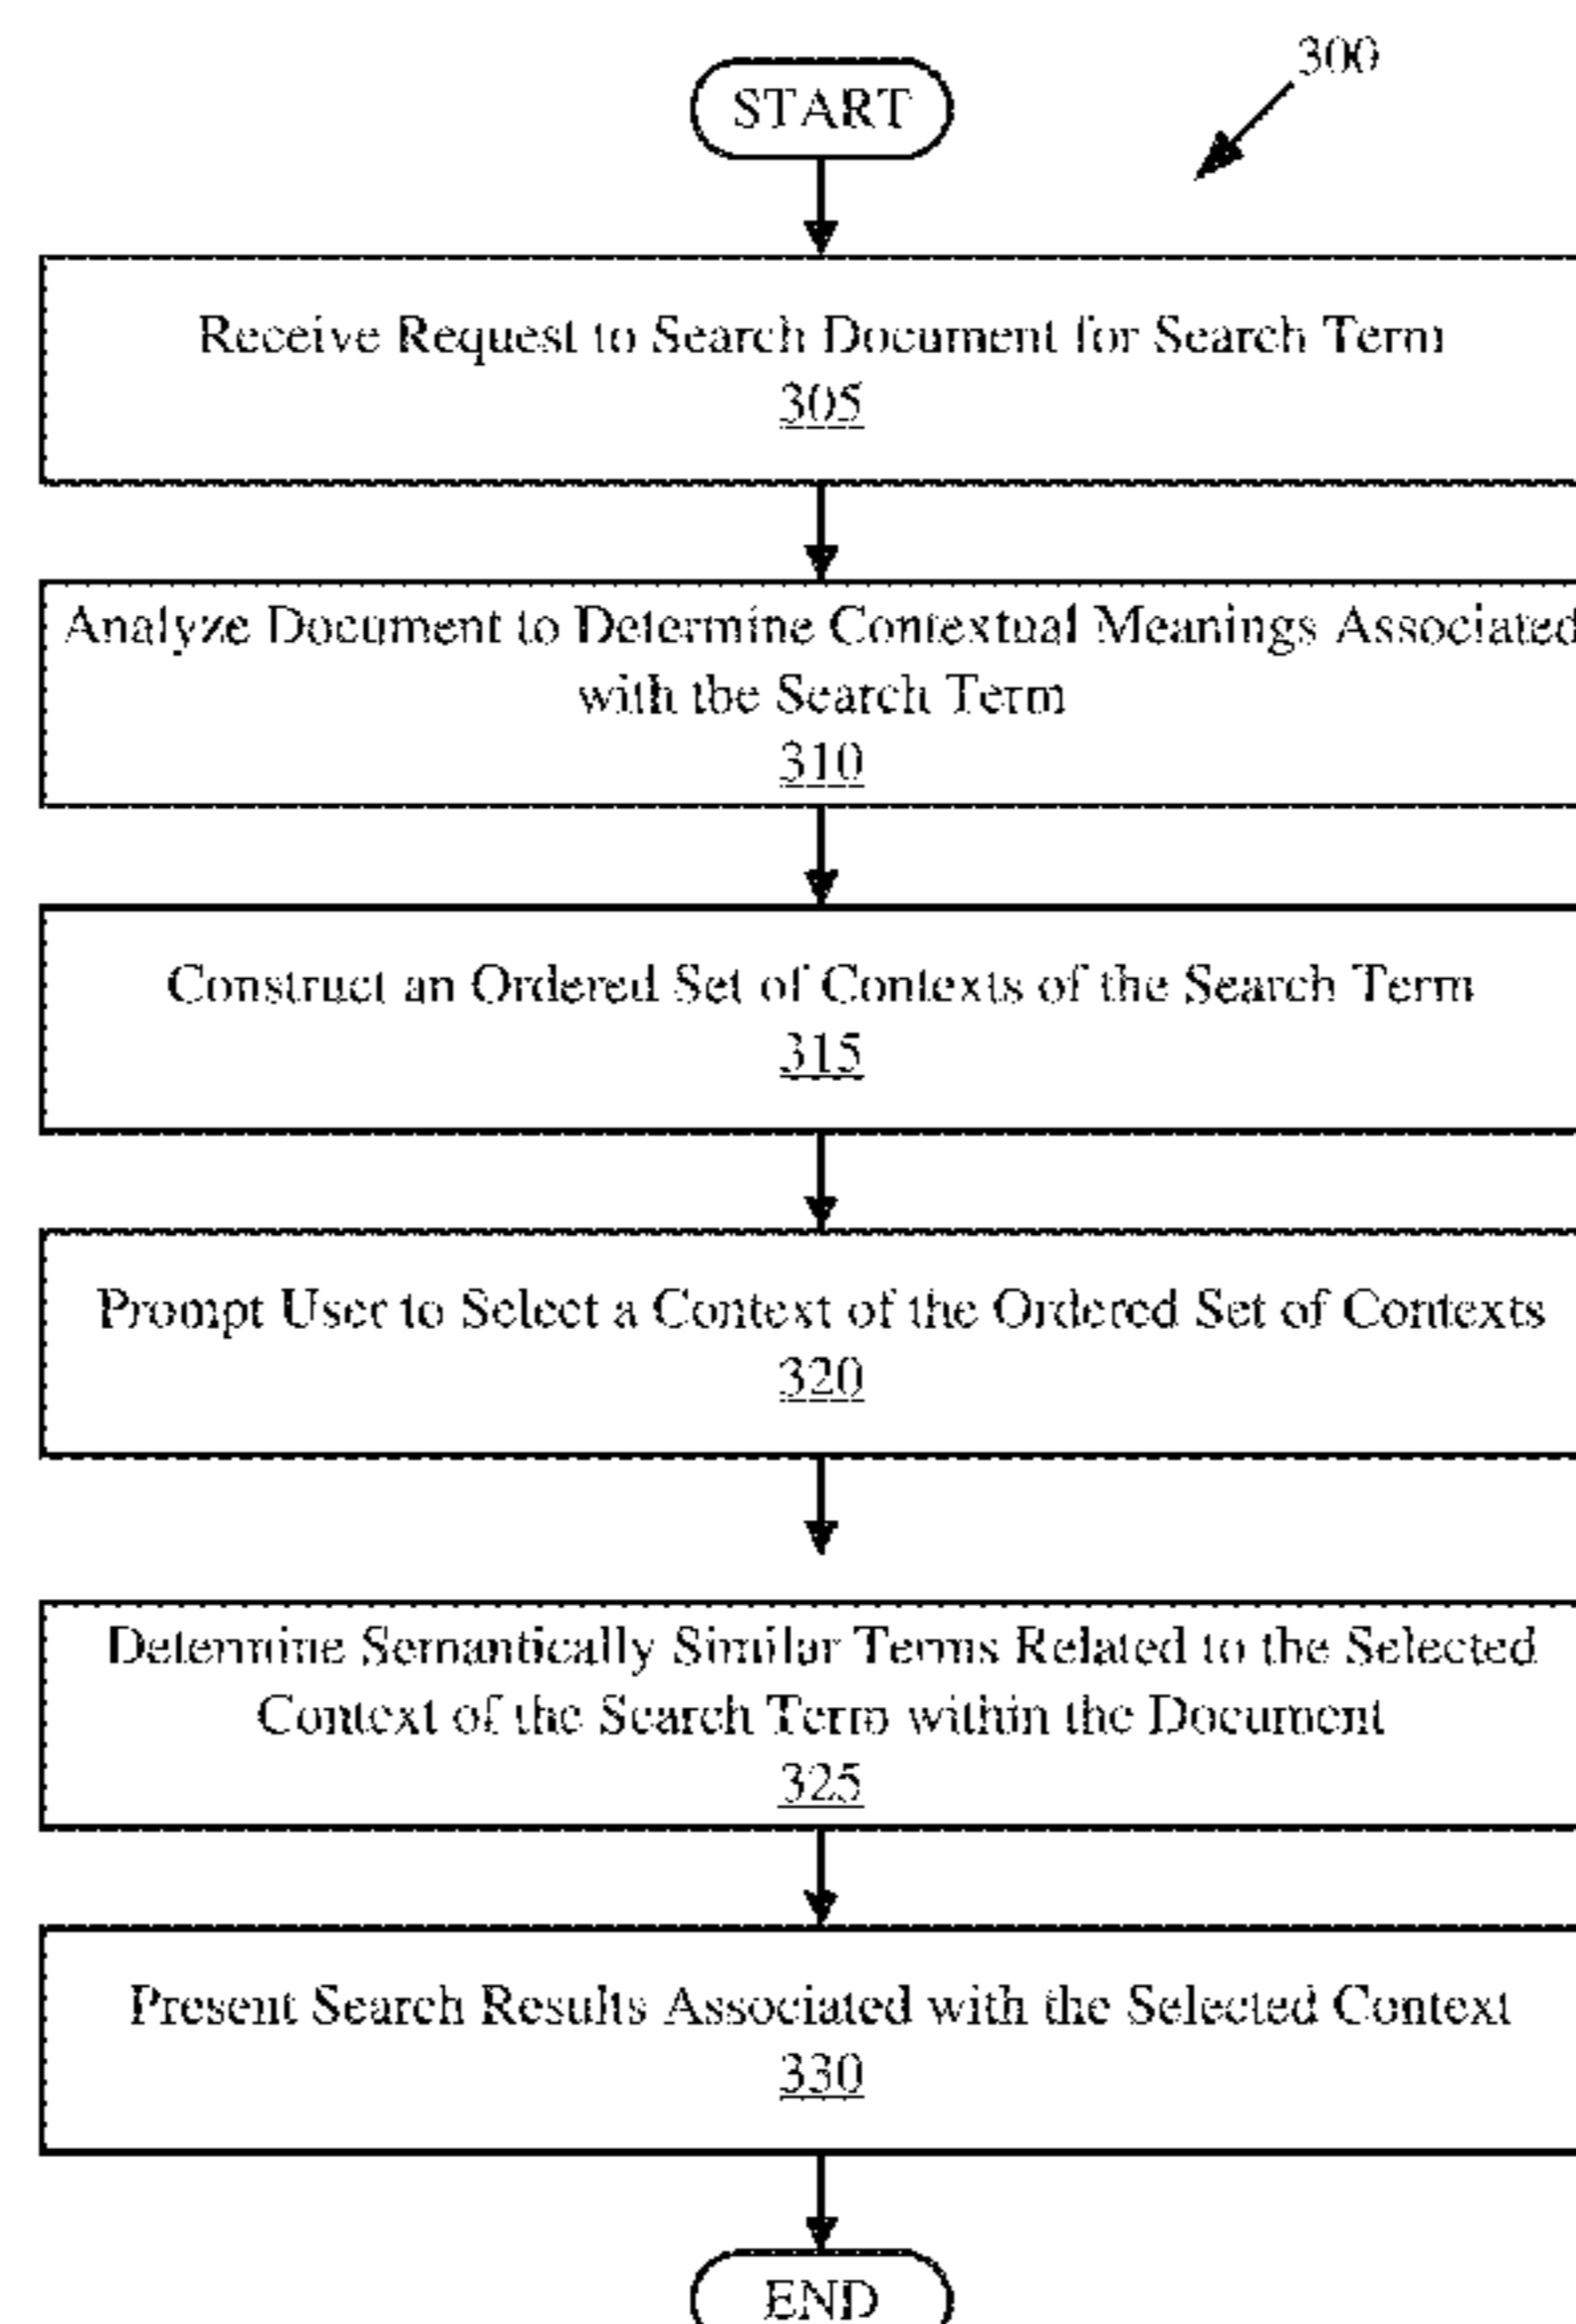 300
START
Receive Request to Search Document for Search Term
305
Analyze Document to Determine Contextual Meanings Associated
with the Search Term
310
Construct an Ordered Set of Contexts of the Search Term
315
Prompt User to Select a Context of the Ordered Set of Contexts
320
Determine Semantically Similar Terms Related to the Selected
Context of the Search Term within the Document
325
Present Search Results Associated with the Selected Context
330
END